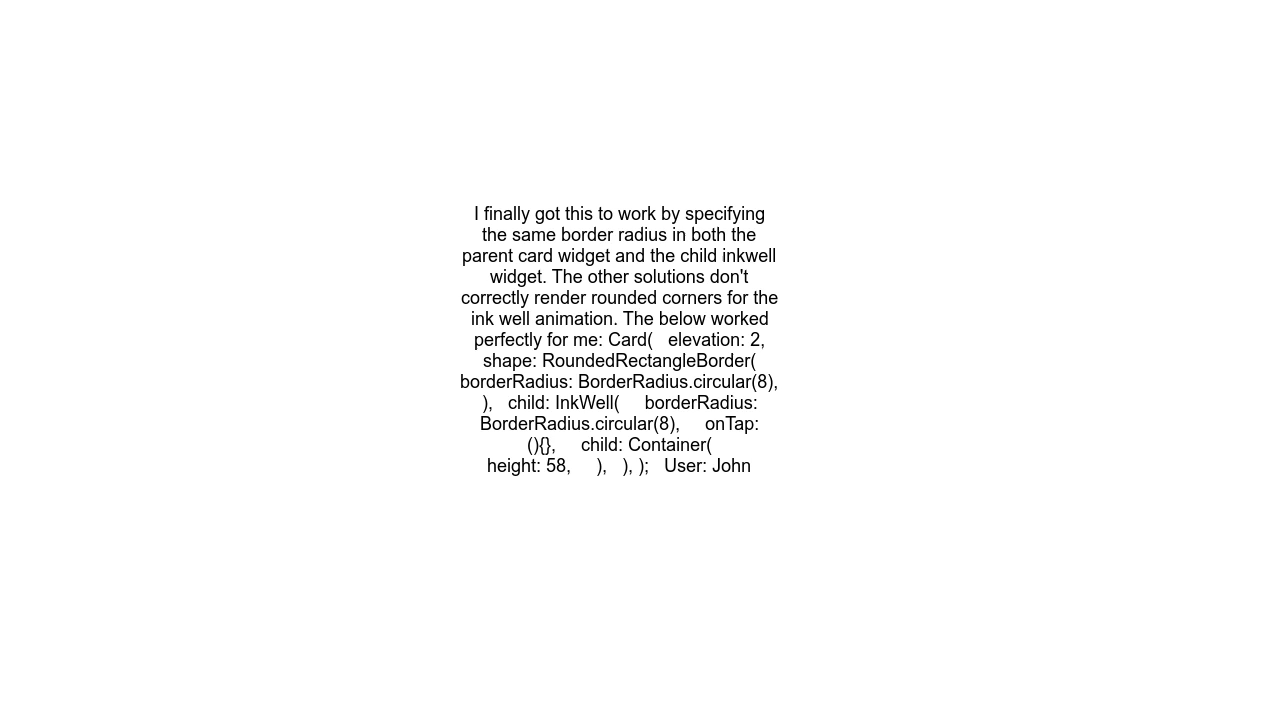 I finally got this to work by specifying
the same border radius in both the
parent card widget and the child inkwell
widget. The other solutions don't
correctly render rounded corners for the
ink well animation. The below worked
perfectly for me: Card(   elevation: 2,
shape: RoundedRectangleBorder(
borderRadius: BorderRadius.circular(8),
),   child: InkWell(     borderRadius:
BorderRadius.circular(8),     onTap:
(){},     child: Container(
height: 58,     ),   ), );   User: John